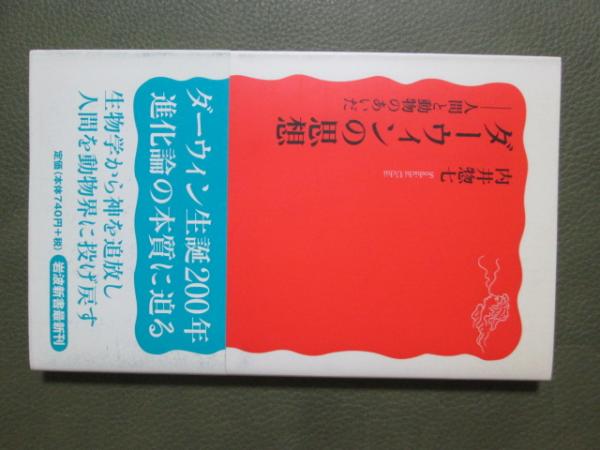 ダーウィンの思想
——人間と動物のあいだ
内井惣七
Soshichi Uchii
ダーウィン生誕200年
進化論の本質に迫る
生物学から神を追放し
人間を動物界に投げ戻す
定価(本体740円+税)
岩波新書最新刊